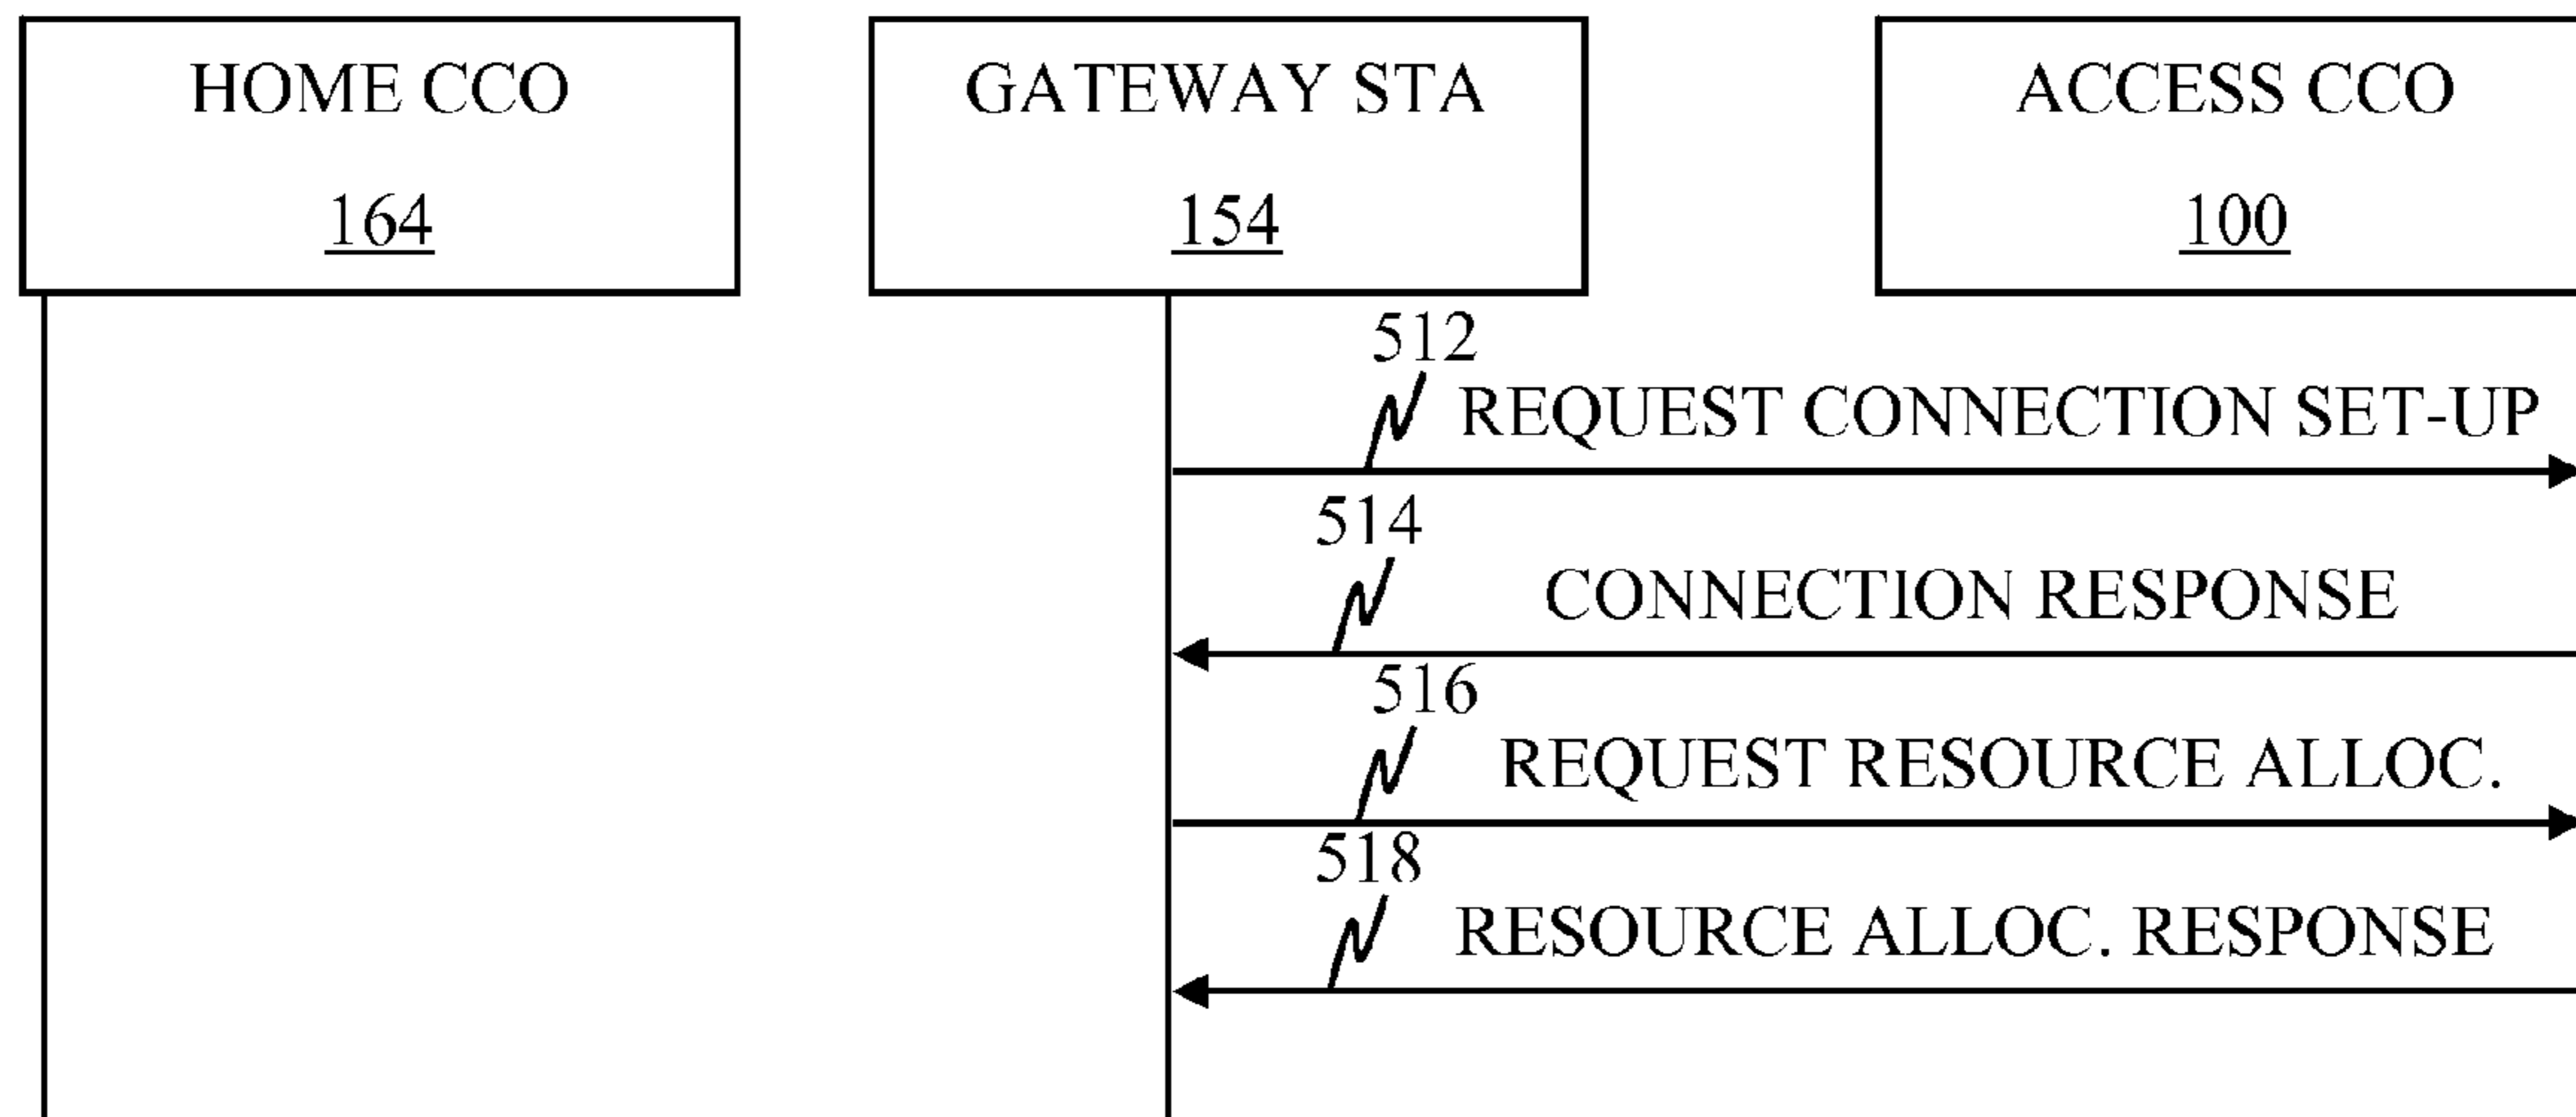 HOME CCO
164
GATEWAY STA
154
ACCESS CCO
100
512
REQUEST CONNECTION SET-UP
514
CONNECTION RESPONSE
516
REQUEST RESOURCE ALLOC.
518
RESOURCE ALLOC. RESPONSE